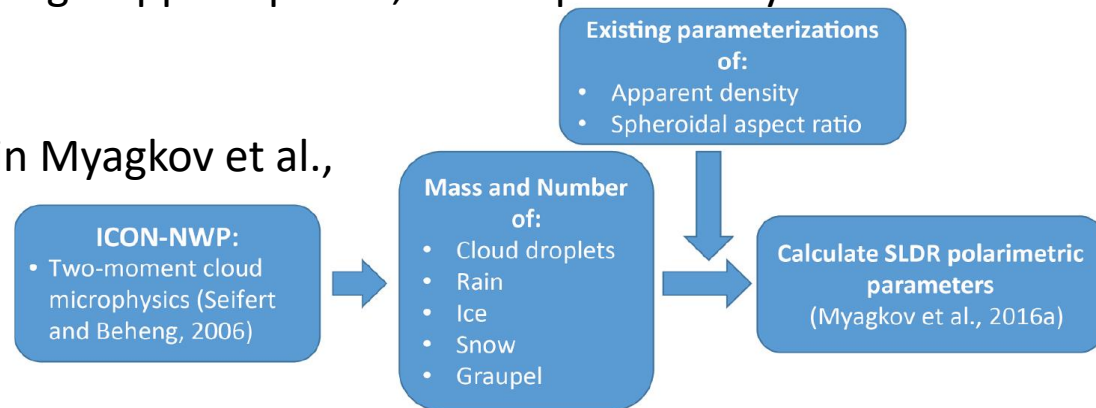 Existing parameterizations
of:
• Apparent density
• Spheroidal aspect ratio
in Myagkov et al.,
ICON-NWP:
• Two-moment cloud
microphysics (Seifert
and Beheng, 2006)
Mass and Number
of:
• Cloud droplets
• Rain
• Ice
• Snow
• Graupel
Calculate SLDR polarimetric
parameters
(Myagkov et al., 2016a)